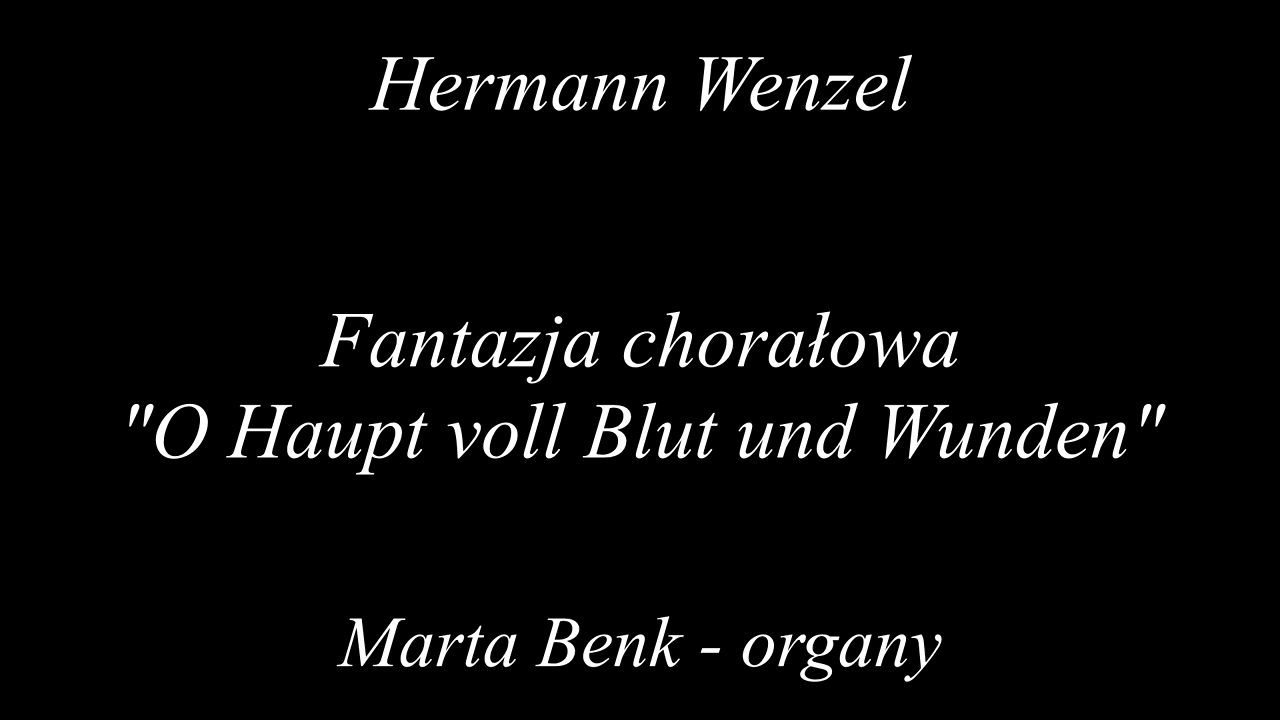 Hermann Wenzel
Fantazja chorałowa
"O Haupt voll Blut und Wunden"
Marta Benk - organy